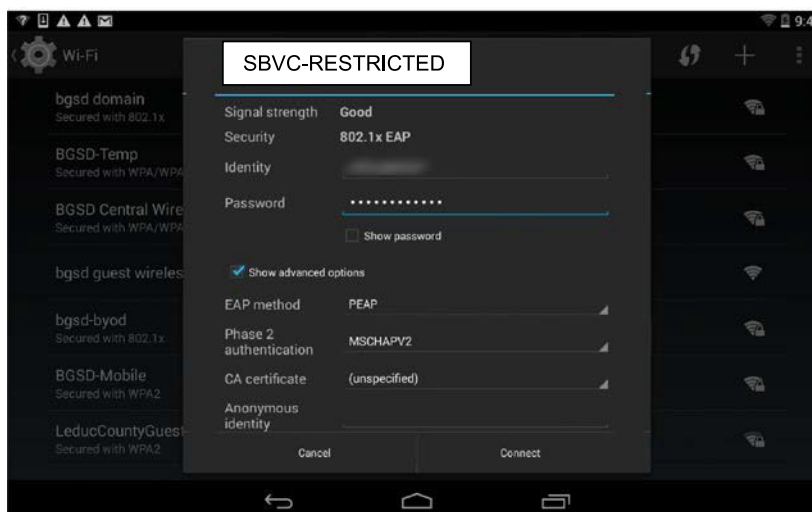 9:4
Wi-Fi
SBVC-RESTRICTED
bgsd domain
Secured with 802.1x
BGSD-Temp
Secured with WPA/WPA
BGSD Central Wire
Secured with WPA/WPA
bgsd guest wireles
bgsd-byod
Secured with 802.1x
BGSD-Mobile
Secured with WPA2
LeducCountyGuest
Secured with WPA2
Signal strength Good
Security 802.1x EAP
Identity
Password ••••••••••••
Show password
Show advanced options
EAP method PEAP
Phase 2
authentication MSCHAPV2
CA certificate (unspecified)
Anonymous
identity
Cancel Connect